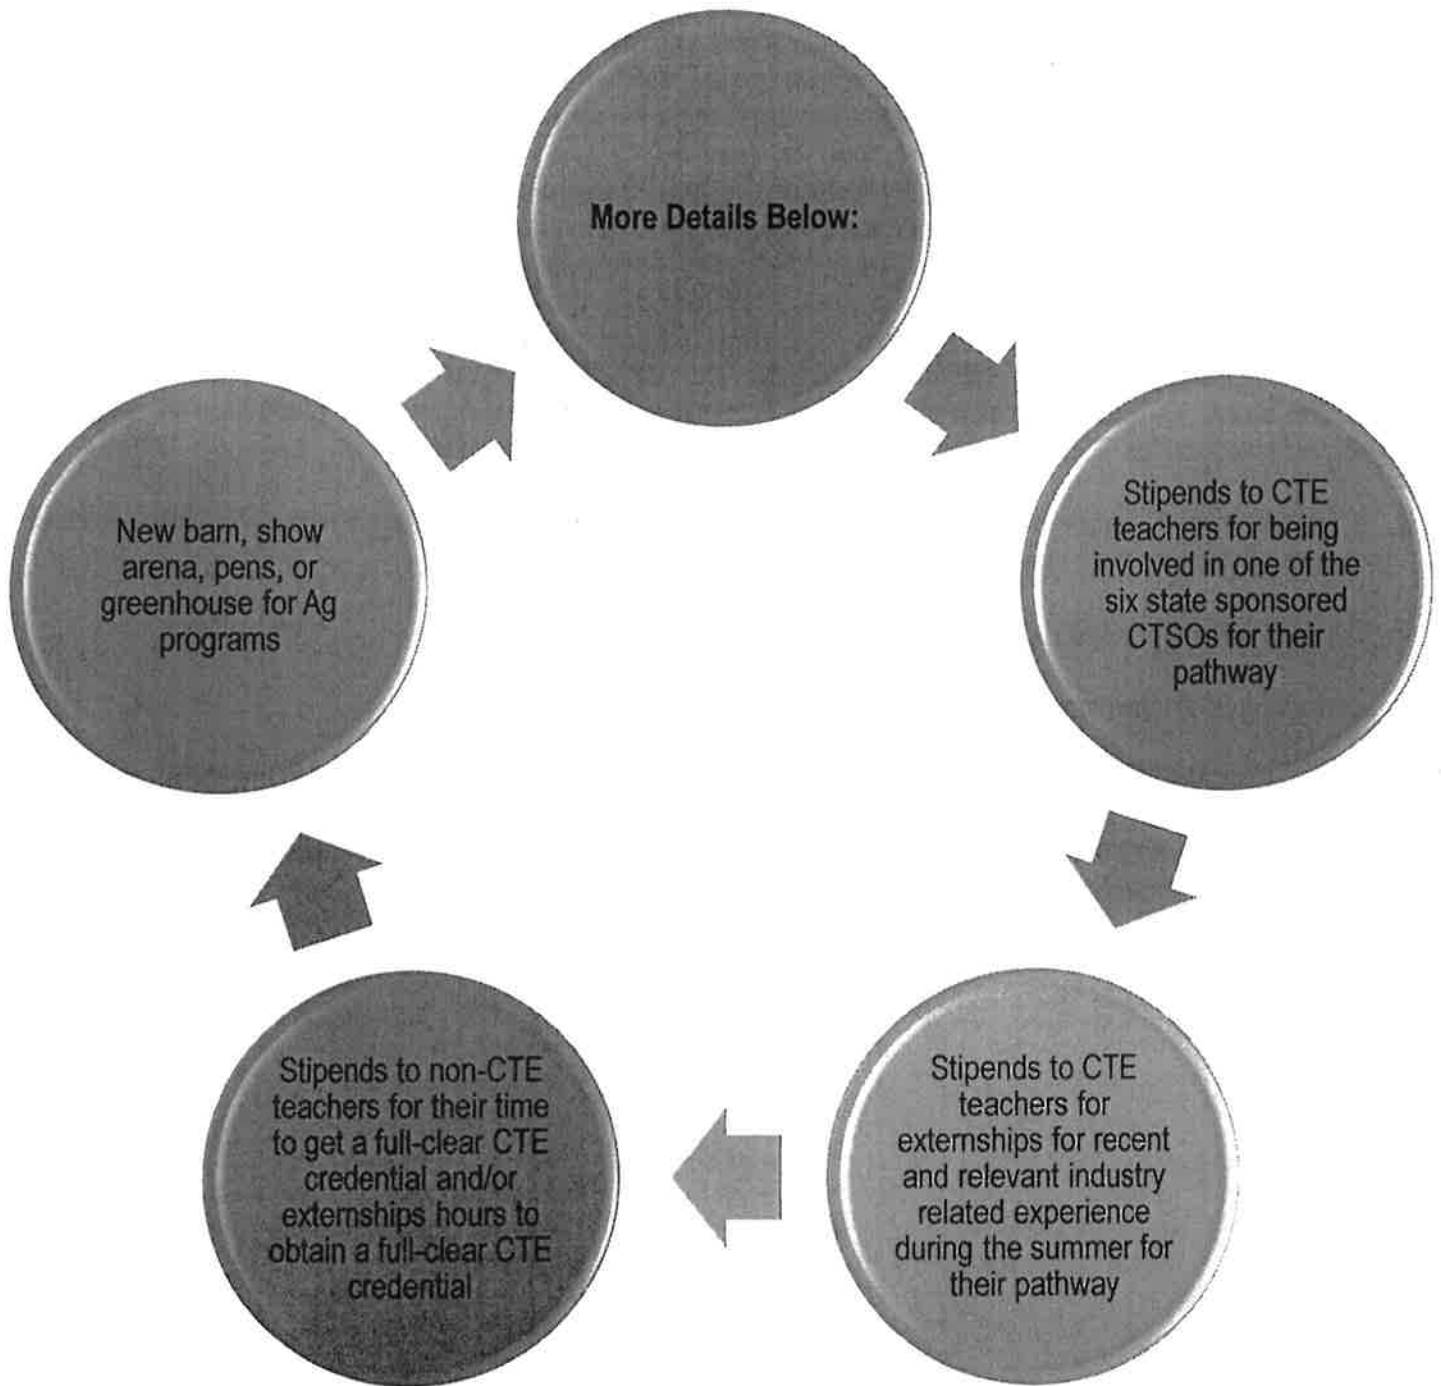 More Details Below:
Stipends to CTE
teachers for being
involved in one of the
six state sponsored
CTSOs for their
pathway
Stipends to CTE
teachers for
externships for recent
and relevant industry
related experience
during the summer for
their pathway
Stipends to non-CTE
teachers for their time
to get a full-clear CTE
credential and/or
externships hours to
obtain a full-clear CTE
credential
New barn, show
arena, pens, or
greenhouse for Ag
programs